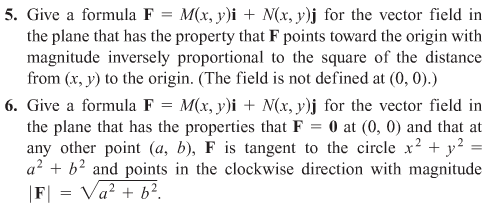 5. Give a formula F = M(x, y)i + N(x, y)j for the vector field in
the plane that has the property that F points toward the origin with
magnitude inversely proportional to the square of the distance
from (x, y) to the origin. (The field is not defined at (0, 0).)
6. Give a formula F = M(x, y)i + N(x, y)j for the vector field in
the plane that has the properties that F = 0 at (0, 0) and that at
any other point (a, b), F is tangent to the circle x² + y² =
a² + b² and points in the clockwise direction with magnitude
|F| = √(a² + b²).